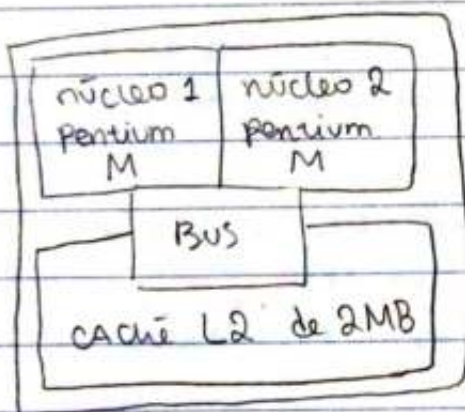 núcleo 1
Pentium
M
núcleo 2
Pentium
M
BUS
CAChé L2 de 2MB